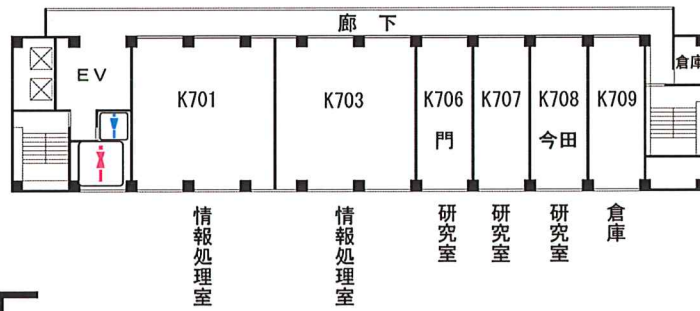 廊下
倉庫
EV
K701
K703
K706
門
K707
K708
今田
K709
情報処理室
情報処理室
研究室
研究室
研究室
倉庫